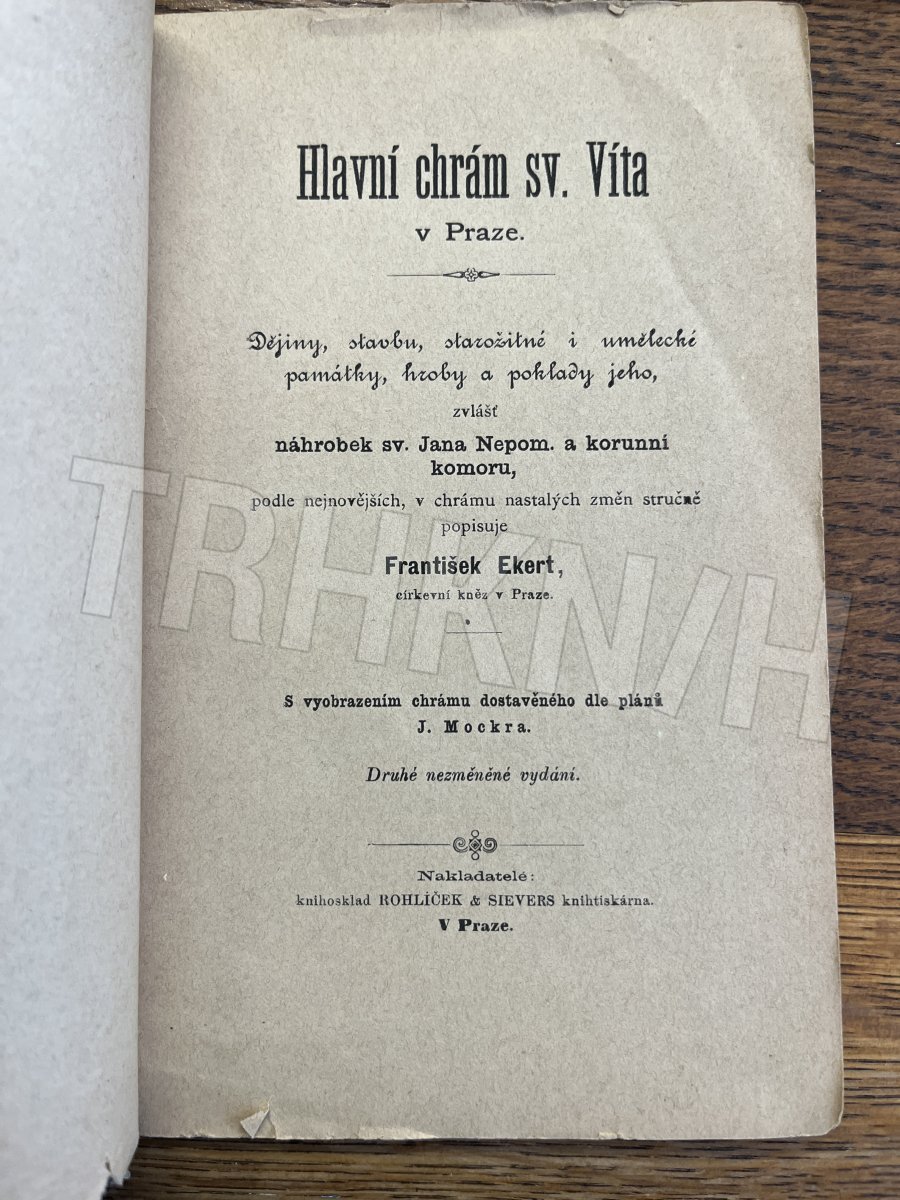 Hlavní chrám sv. Víta
v Praze.
Dějiny, stavbu, starožitné i umělecké
památky, hroby a poklady jeho,
zvlášť
náhrobek sv. Jana Nepom. a korunní
komoru,
podle nejnovějších, v chrámu nastalých změn stručně
popisuje
František Ekert,
církevní kněz v Praze.
S vyobrazením chrámu dostavěného dle plánů
J. Mockra.
Druhé nezměněné vydání.
Nakladatelé:
knihosklad ROHLÍČEK & SIEVERS knihtiskárna.
V Praze.
TRHKNIH